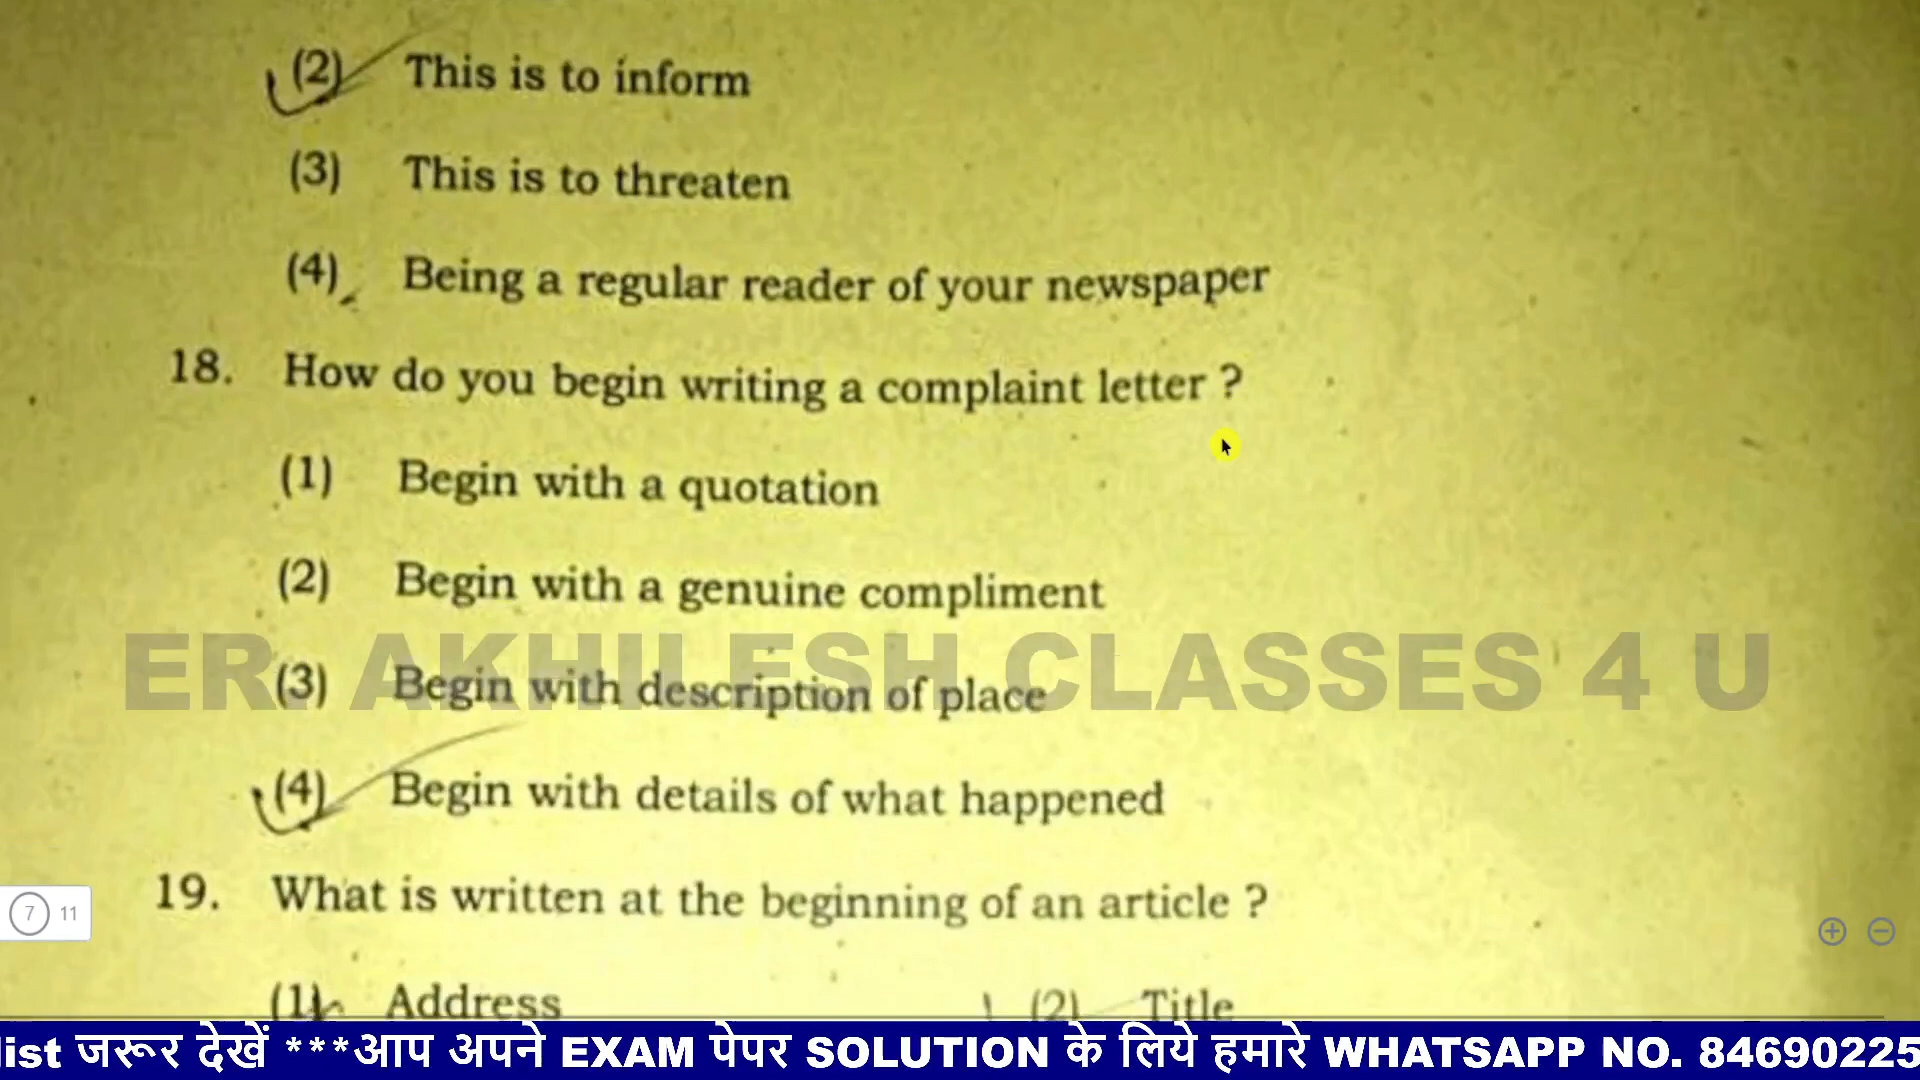 (2) This is to inform
(3) This is to threaten
(4) Being a regular reader of your newspaper
18. How do you begin writing a complaint letter ?
(1) Begin with a quotation
(2) Begin with a genuine compliment
ER. AKHILESH CLASSES 4 U
(3) Begin with description of place
(4) Begin with details of what happened
19. What is written at the beginning of an article ?
7 11
(1) Address (2) Title
list जरूर देखें ***आप अपने EXAM पेपर SOLUTION के लिये हमारे WHATSAPP NO. 84690225